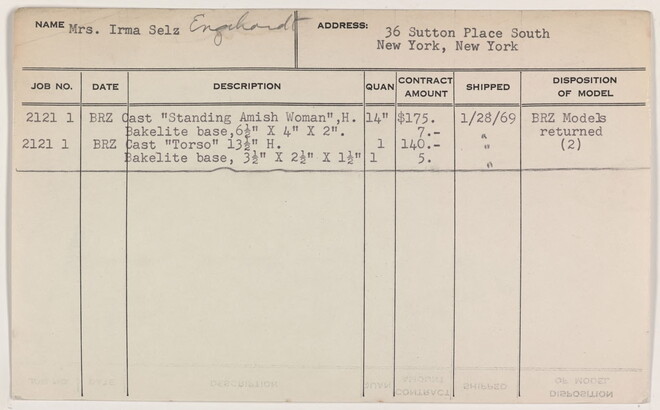 NAME Mrs. Irma Selz Engelhardt ADDRESS: 36 Sutton Place South
New York, New York
JOB NO. DATE DESCRIPTION QUAN CONTRACT AMOUNT SHIPPED DISPOSITION OF MODEL
2121 1 BRZ Cast "Standing Amish Woman",H. 14" $175. 1/28/69 BRZ Models
Bakelite base,6½" X 4" X 2". 7.- " returned
2121 1 BRZ Cast "Torso" 13½" H. 1 140.- " (2)
Bakelite base, 3½" X 2½" X 1½" 1 5. "